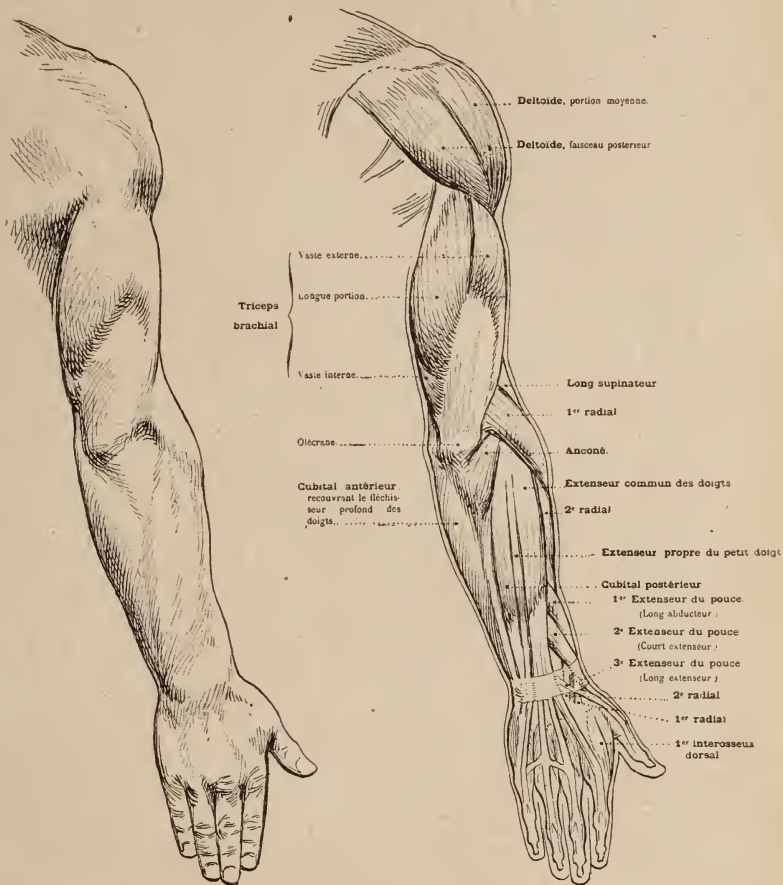 Deltoïde, portion moyenne.
Deltoïde, faisceau posterieur
Vaste externe
Longue portion
Triceps
brachial
Vaste interne
Long supinateur
1er radial
Olécrane
Anconé.
Cubital antérieur
recouvrant le fléchis-
seur profond des
doigts
Extenseur commun des doigts
2e radial
Extenseur propre du petit doigt
Cubital postérieur
1er Extenseur du pouce
(Long abducteur)
2e Extenseur du pouce
(Court extenseur)
3e Extenseur du pouce
(Long extenseur)
2e radial
1er radial
1er interosseux
dorsal